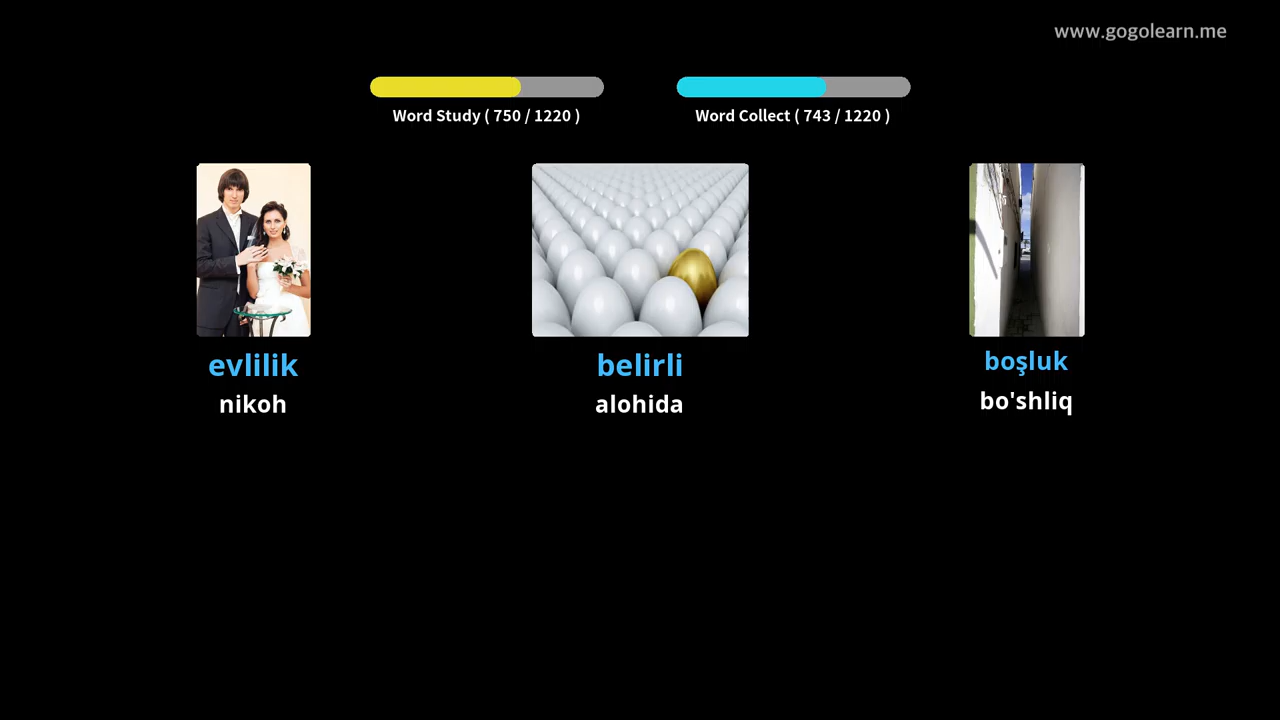 www.gogolearn.me
Word Study ( 750 / 1220 )
Word Collect ( 743 / 1220 )
evlilik
nikoh
belirli
alohida
boşluk
bo'shliq